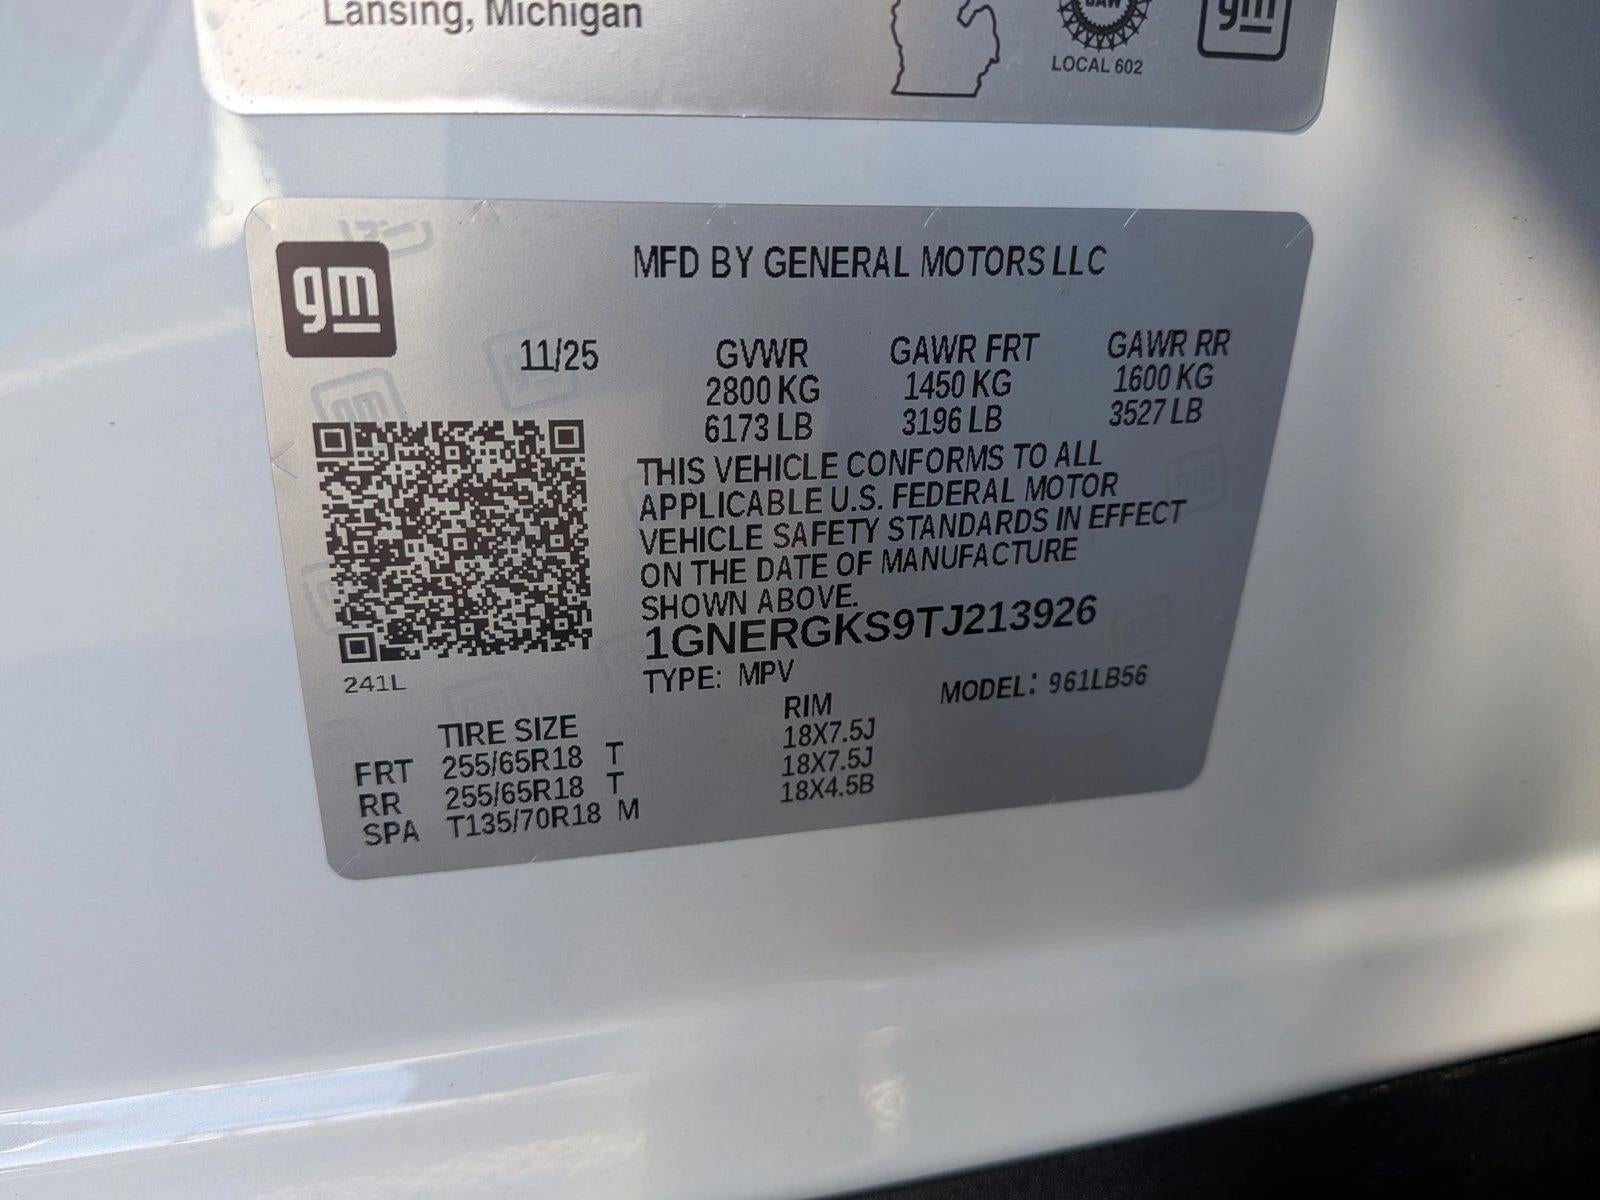 Lansing, Michigan
UAW
LOCAL 602
gm
gm
MFD BY GENERAL MOTORS LLC
11/25 GVWR GAWR FRT GAWR RR
2800 KG 1450 KG 1600 KG
6173 LB 3196 LB 3527 LB
THIS VEHICLE CONFORMS TO ALL
APPLICABLE U.S. FEDERAL MOTOR
VEHICLE SAFETY STANDARDS IN EFFECT
ON THE DATE OF MANUFACTURE
SHOWN ABOVE.
1GNERGKS9TJ213926
TYPE: MPV MODEL: 961LB56
241L
TIRE SIZE RIM
FRT 255/65R18 T 18X7.5J
RR 255/65R18 T 18X7.5J
SPA T135/70R18 M 18X4.5B